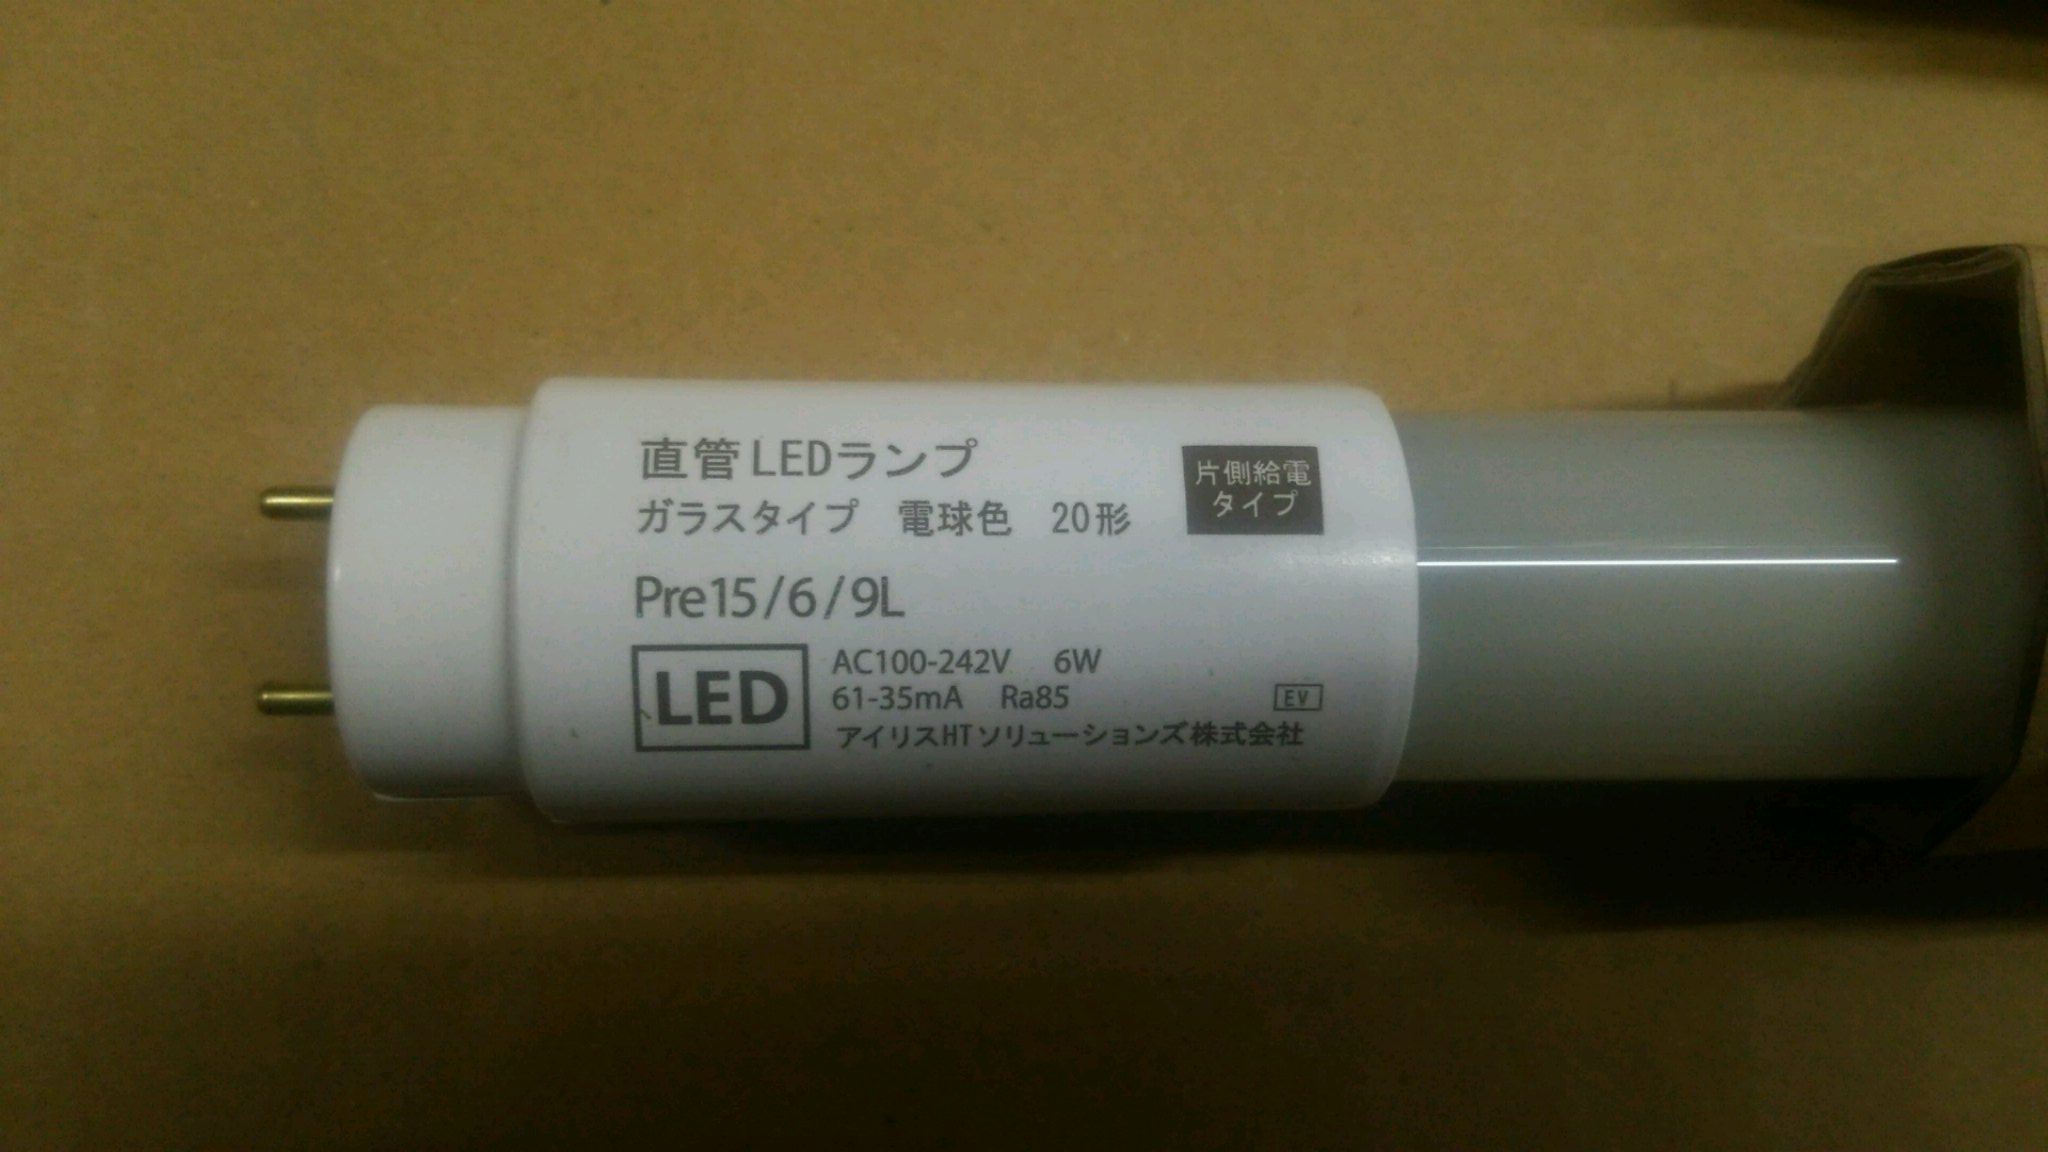 直管LEDランプ
ガラスタイプ 電球色 20形
片側給電
タイプ
Pre15/6/9L
LED
AC100-242V 6W
61-35mA Ra85
EV
アイリスHTソリューションズ株式会社